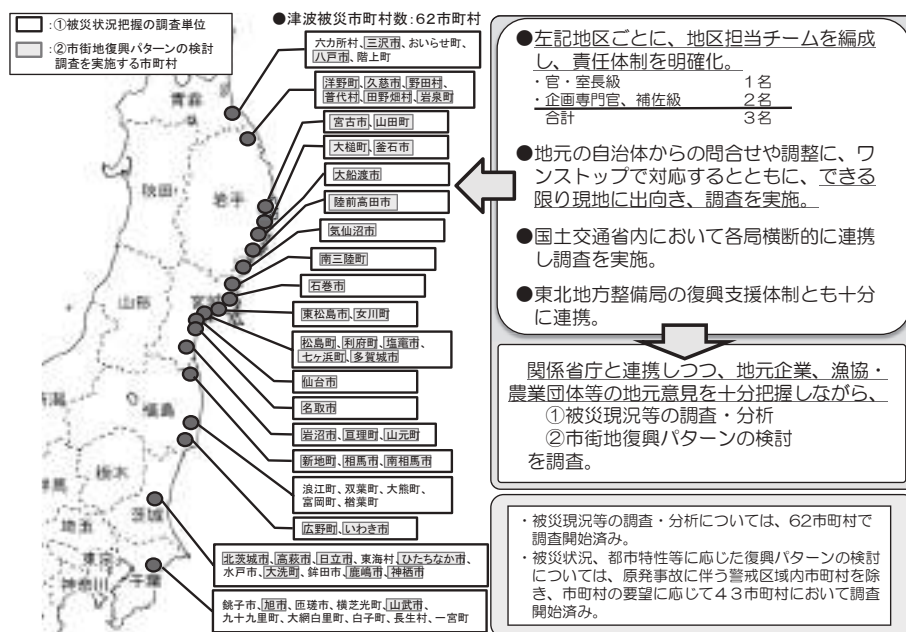 :①被災状況把握の調査単位
:②市街地復興パターンの検討
調査を実施する市町村
●津波被災市町村数：62市町村
六カ所村、三沢市、おいらせ町、
八戸市、階上町
洋野町、久慈市、野田村、
普代村、田野畑村、岩泉町
宮古市、山田町
大槌町、釜石市
大船渡市
陸前高田市
気仙沼市
南三陸町
石巻市
東松島市、女川町
松島町、利府町、塩竈市、
七ヶ浜町、多賀城市
仙台市
名取市
岩沼市、亘理町、山元町
新地町、相馬市、南相馬市
浪江町、双葉町、大熊町、
富岡町、楢葉町
広野町、いわき市
北茨城市、高萩市、日立市、東海村、ひたちなか市、
水戸市、大洗町、鉾田市、鹿嶋市、神栖市
銚子市、旭市、匝瑳市、横芝光町、山武市、
九十九里町、大網白里町、白子町、長生村、一宮町
青森
秋田
岩手
山形
宮城
福島
栃木
群馬
茨城
埼玉
東京
神奈川
千葉
●左記地区ごとに、地区担当チームを編成
し、責任体制を明確化。
・官・室長級 1名
・企画専門官、補佐級 2名
合計 3名
●地元の自治体からの問合せや調整に、ワ
ンストップで対応するとともに、できる
限り現地に出向き、調査を実施。
●国土交通省内において各局横断的に連携
し調査を実施。
●東北地方整備局の復興支援体制とも十分
に連携。
関係省庁と連携しつつ、地元企業、漁協・
農業団体等の地元意見を十分把握しながら、
①被災現況等の調査・分析
②市街地復興パターンの検討
を調査。
・被災現況等の調査・分析については、62市町村で
調査開始済み。
・被災状況、都市特性等に応じた復興パターンの検討
については、原発事故に伴う警戒区域内市町村を除
き、市町村の要望に応じて43市町村において調査
開始済み。